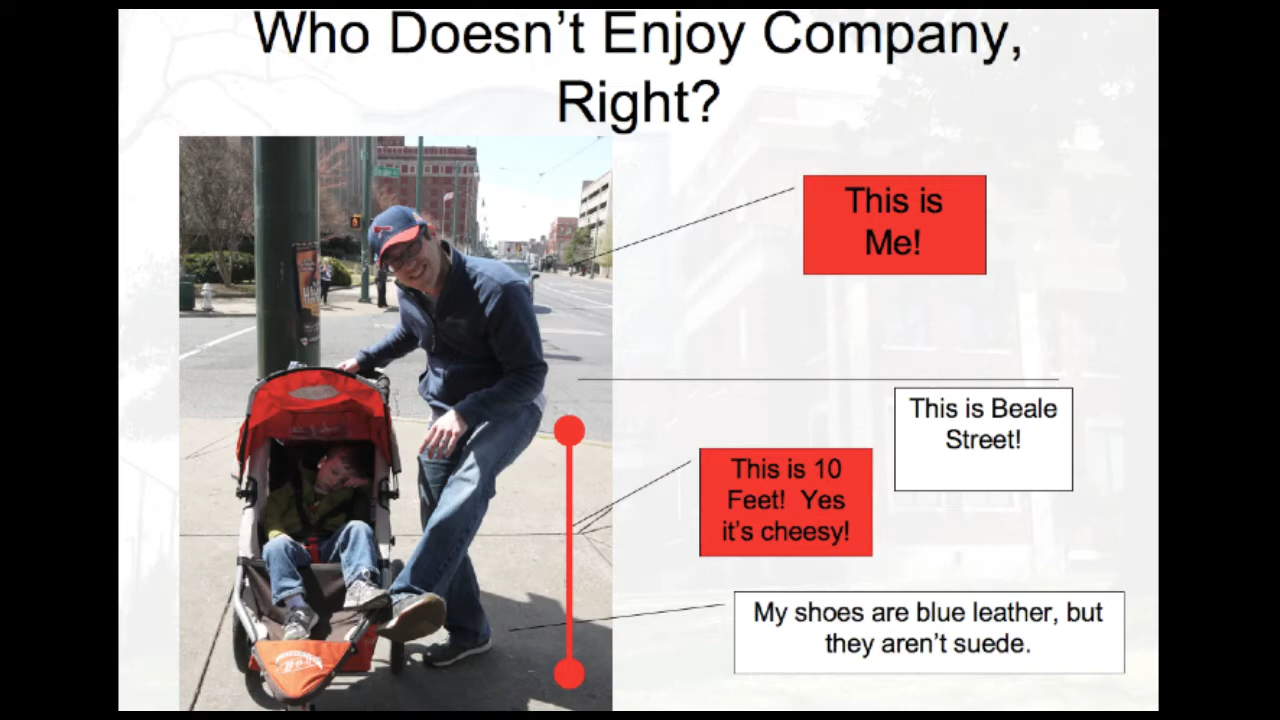 Who Doesn’t Enjoy Company,
Right?
This is
Me!
This is Beale
Street!
This is 10
Feet!  Yes
it’s cheesy!
My shoes are blue leather, but
they aren’t suede.